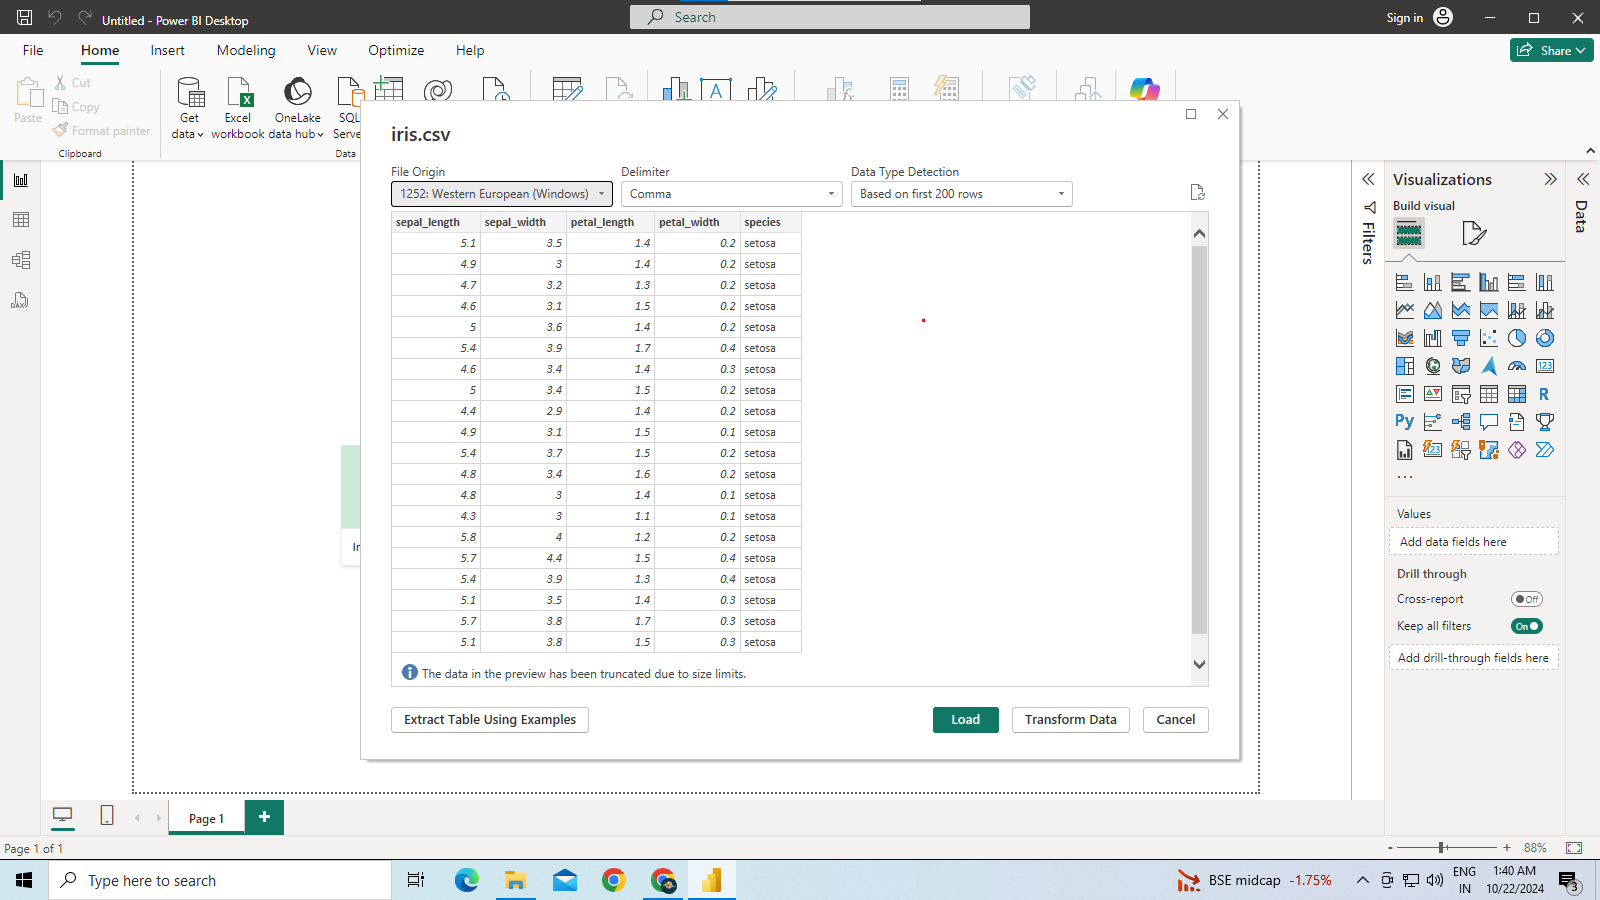 Untitled - Power BI Desktop
Search
Sign in
File Home Insert Modeling View Optimize Help
Share
Paste
Cut
Copy
Format painter
Clipboard
Get data
Excel workbook
OneLake data hub
SQL
Data
iris.csv
File Origin Delimiter Data Type Detection
1252: Western European (Windows) Comma Based on first 200 rows
sepal_length sepal_width petal_length petal_width species
5.1 3.5 1.4 0.2 setosa
4.9 3 1.4 0.2 setosa
4.7 3.2 1.3 0.2 setosa
4.6 3.1 1.5 0.2 setosa
5 3.6 1.4 0.2 setosa
5.4 3.9 1.7 0.4 setosa
4.6 3.4 1.4 0.3 setosa
5 3.4 1.5 0.2 setosa
4.4 2.9 1.4 0.2 setosa
4.9 3.1 1.5 0.1 setosa
5.4 3.7 1.5 0.2 setosa
4.8 3.4 1.6 0.2 setosa
4.8 3 1.4 0.1 setosa
4.3 3 1.1 0.1 setosa
5.8 4 1.2 0.2 setosa
5.7 4.4 1.5 0.4 setosa
5.4 3.9 1.3 0.4 setosa
5.1 3.5 1.4 0.3 setosa
5.7 3.8 1.7 0.3 setosa
5.1 3.8 1.5 0.3 setosa
The data in the preview has been truncated due to size limits.
Extract Table Using Examples Load Transform Data Cancel
Filters
Visualizations
Build visual
123
R
Py
123
...
Values
Add data fields here
Drill through
Cross-report Off
Keep all filters On
Add drill-through fields here
Data
Page 1
Page 1 of 1
- + 88%
Type here to search
BSE midcap -1.75%
ENG
IN
1:40 AM
10/22/2024
3